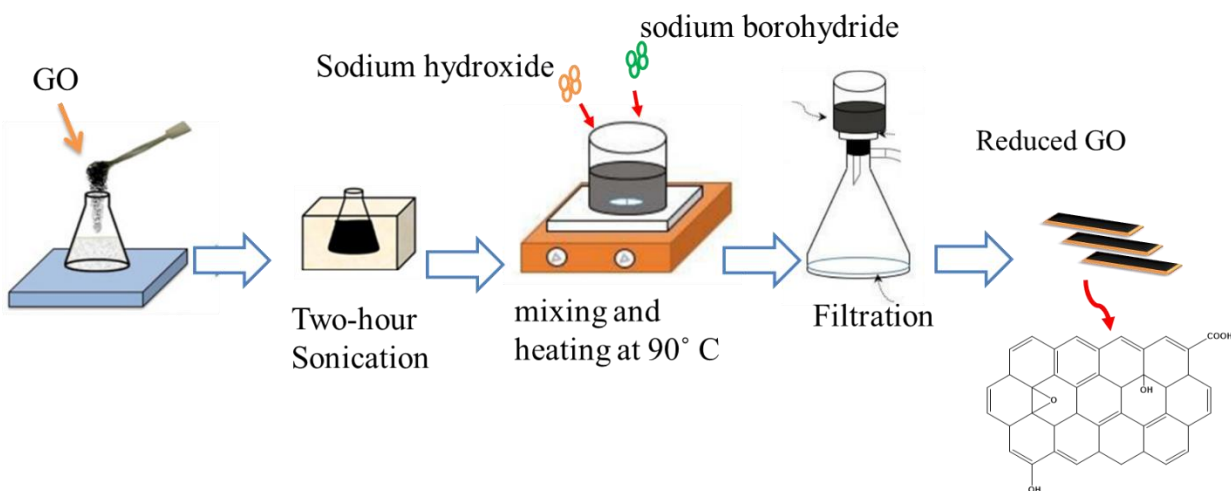 GO
Sodium hydroxide
sodium borohydride
Two-hour
Sonication
mixing and
heating at 90˚ C
Filtration
Reduced GO
COOH
OH
O
OH